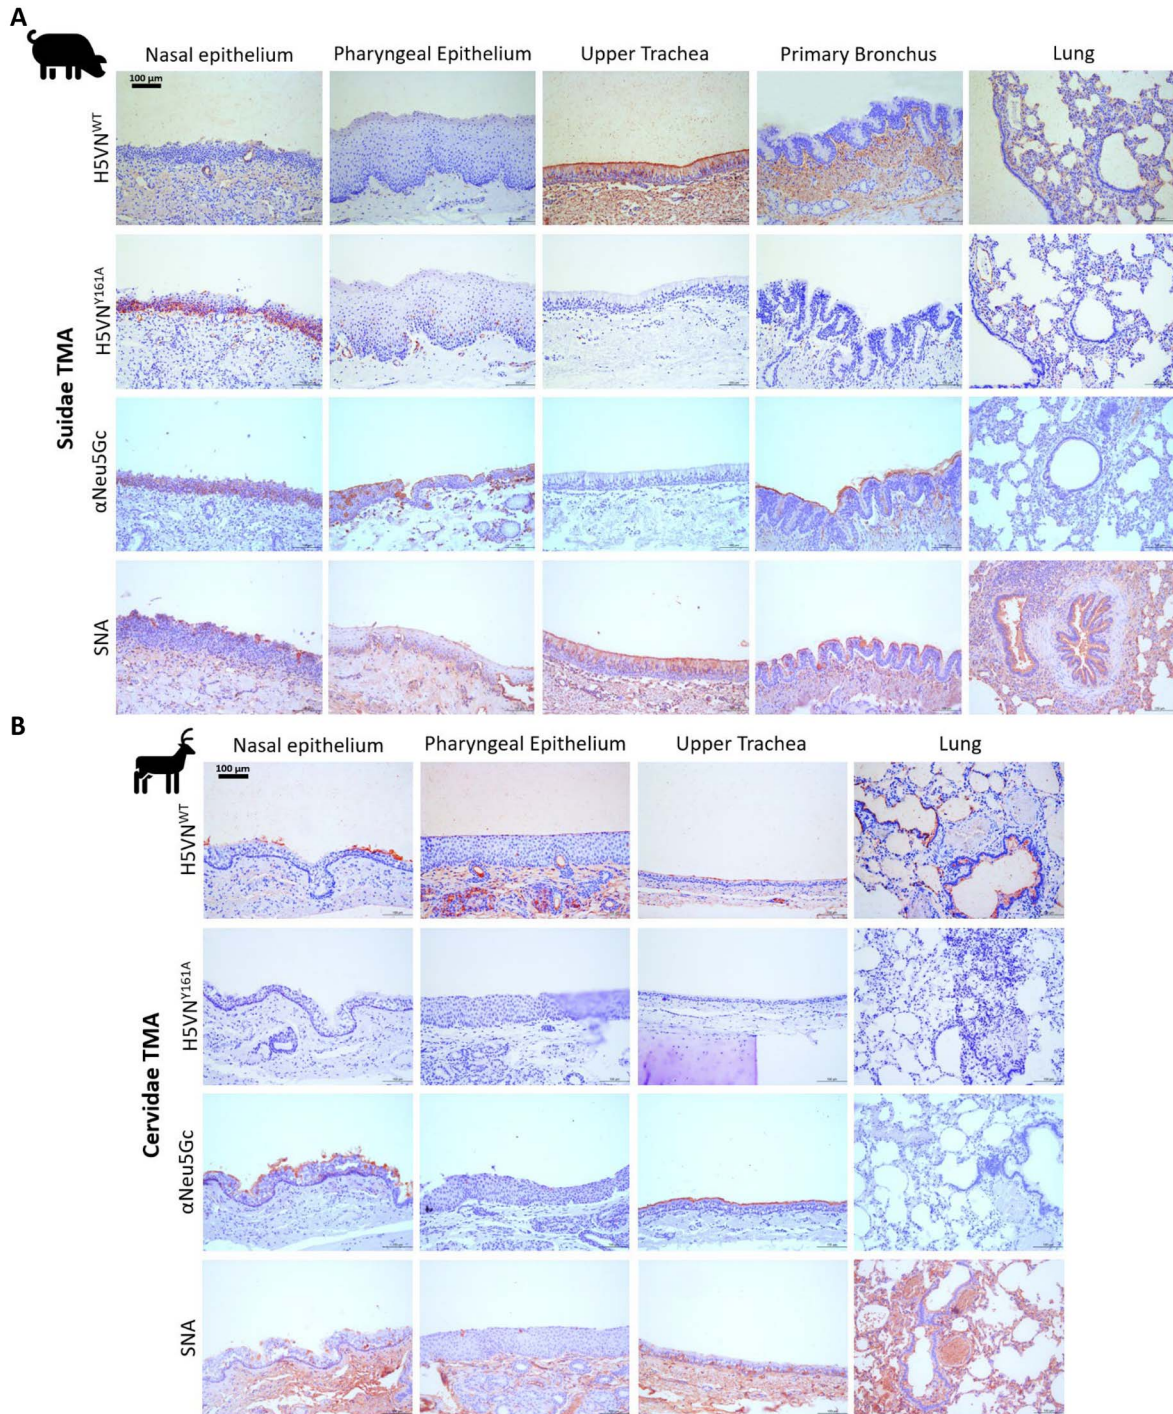 A
Nasal epithelium
Pharyngeal Epithelium
Upper Trachea
Primary Bronchus
Lung
100 µm
Suidae TMA
H5VN^WT
H5VN^Y161A
αNeu5Gc
SNA
B
Nasal epithelium
Pharyngeal Epithelium
Upper Trachea
Lung
100 µm
Cervidae TMA
H5VN^WT
H5VN^Y161A
αNeu5Gc
SNA